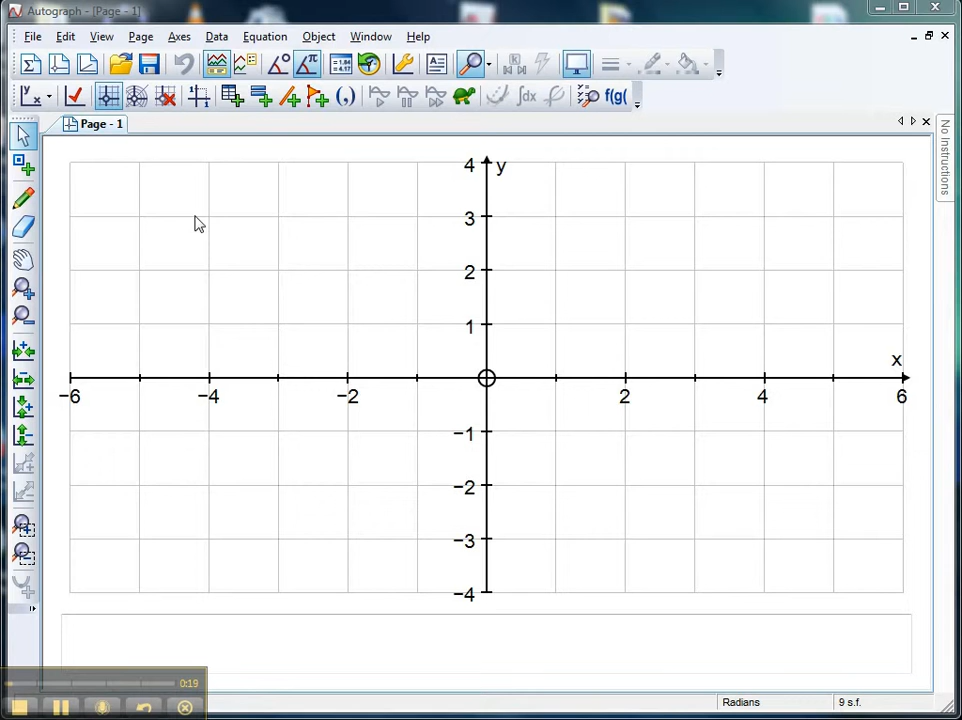 Autograph - [Page - 1]
File Edit View Page Axes Data Equation Object Window Help
f(g(
Page - 1
No Instructions
4 y
3
2
1
x
-6 -4 -2 2 4 6
-1
-2
-3
-4
0:19
Radians 9 s.f.